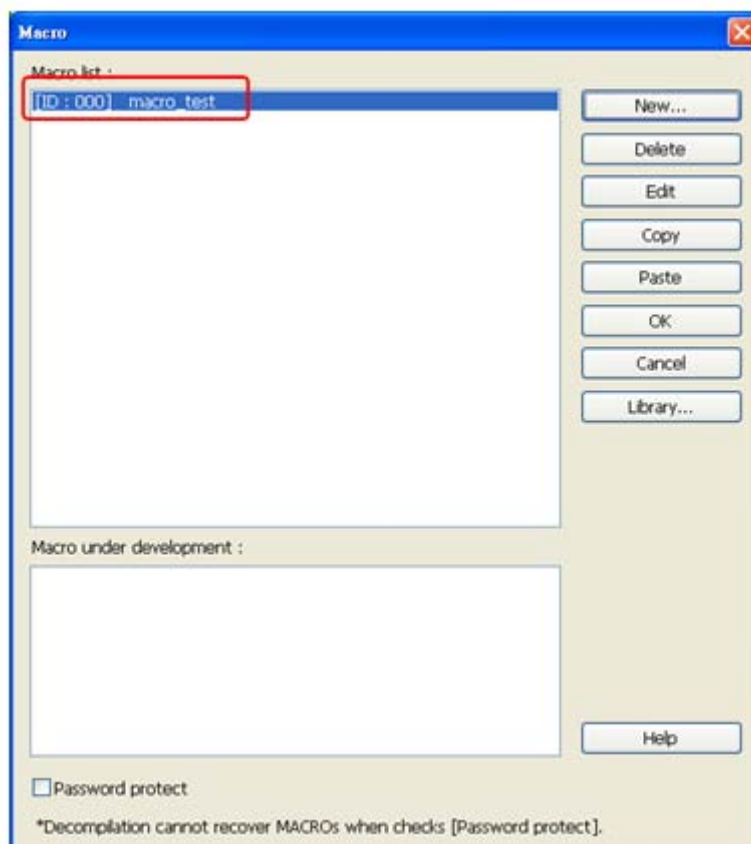 Macro
Macro list :
[ID : 000] macro_test
New...
Delete
Edit
Copy
Paste
OK
Cancel
Library...
Macro under development :
Help
Password protect
*Decompilation cannot recover MACROs when checks [Password protect].